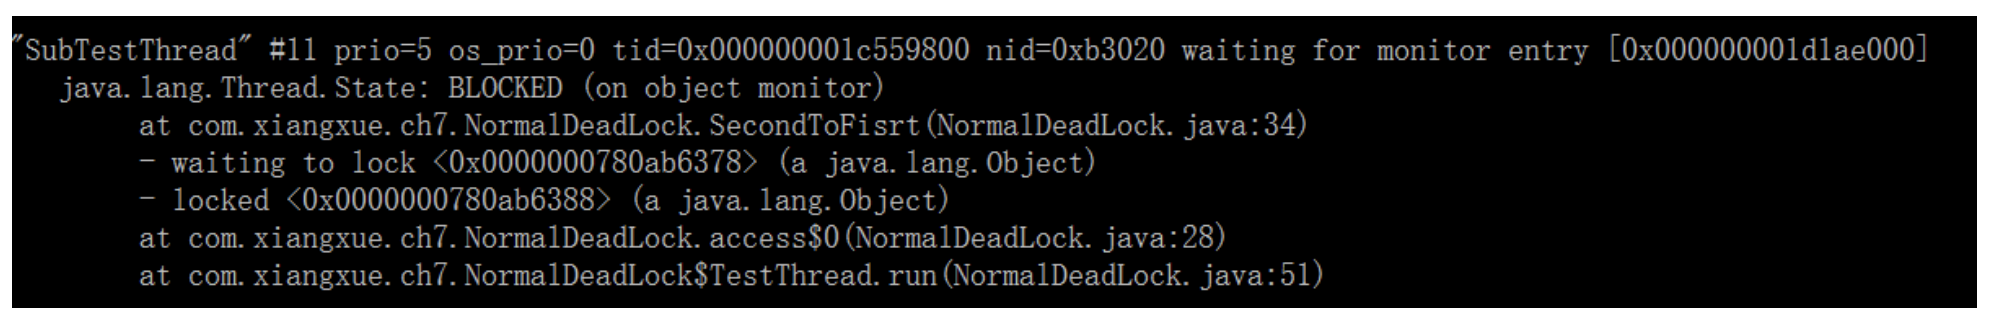 "SubTestThread" #11 prio=5 os_prio=0 tid=0x000000001c559800 nid=0xb3020 waiting for monitor entry [0x000000001d1ae000]
java.lang.Thread.State: BLOCKED (on object monitor)
at com.xiangxue.ch7.NormalDeadLock.SecondToFisrt(NormalDeadLock.java:34)
- waiting to lock <0x0000000780ab6378> (a java.lang.Object)
- locked <0x0000000780ab6388> (a java.lang.Object)
at com.xiangxue.ch7.NormalDeadLock.access$0(NormalDeadLock.java:28)
at com.xiangxue.ch7.NormalDeadLock$TestThread.run(NormalDeadLock.java:51)